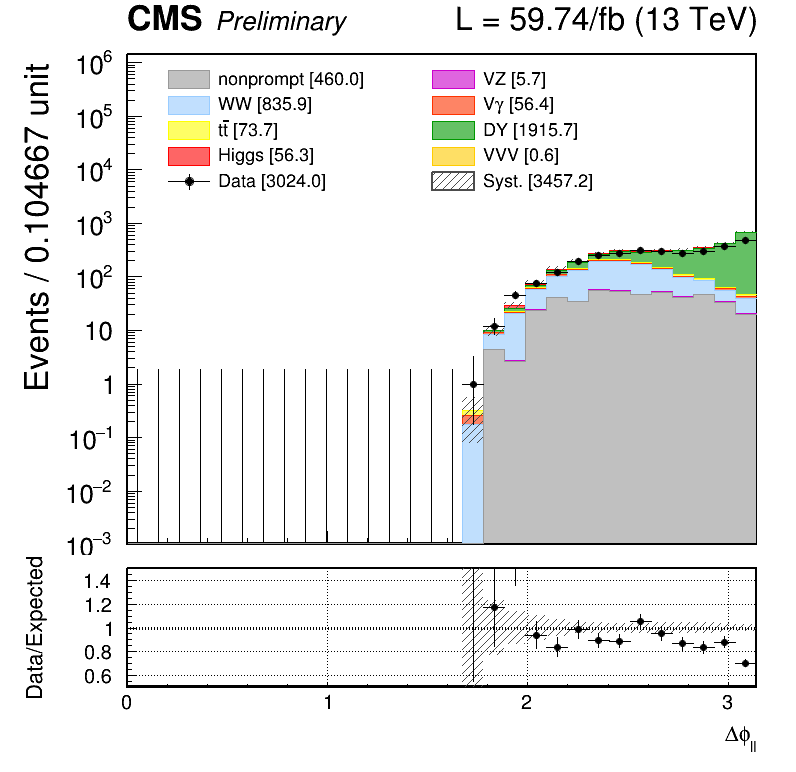 CMS Preliminary L = 59.74/fb (13 TeV)
Events / 0.104667 unit
10⁶
10⁵
10⁴
10³
10²
10
1
10⁻¹
10⁻²
10⁻³
nonprompt [460.0]
WW [835.9]
tt̄ [73.7]
Higgs [56.3]
Data [3024.0]
VZ [5.7]
Vγ [56.4]
DY [1915.7]
VVV [0.6]
Syst. [3457.2]
Data/Expected
1.4
1.2
1
0.8
0.6
0 1 2 3
Δϕ_ll